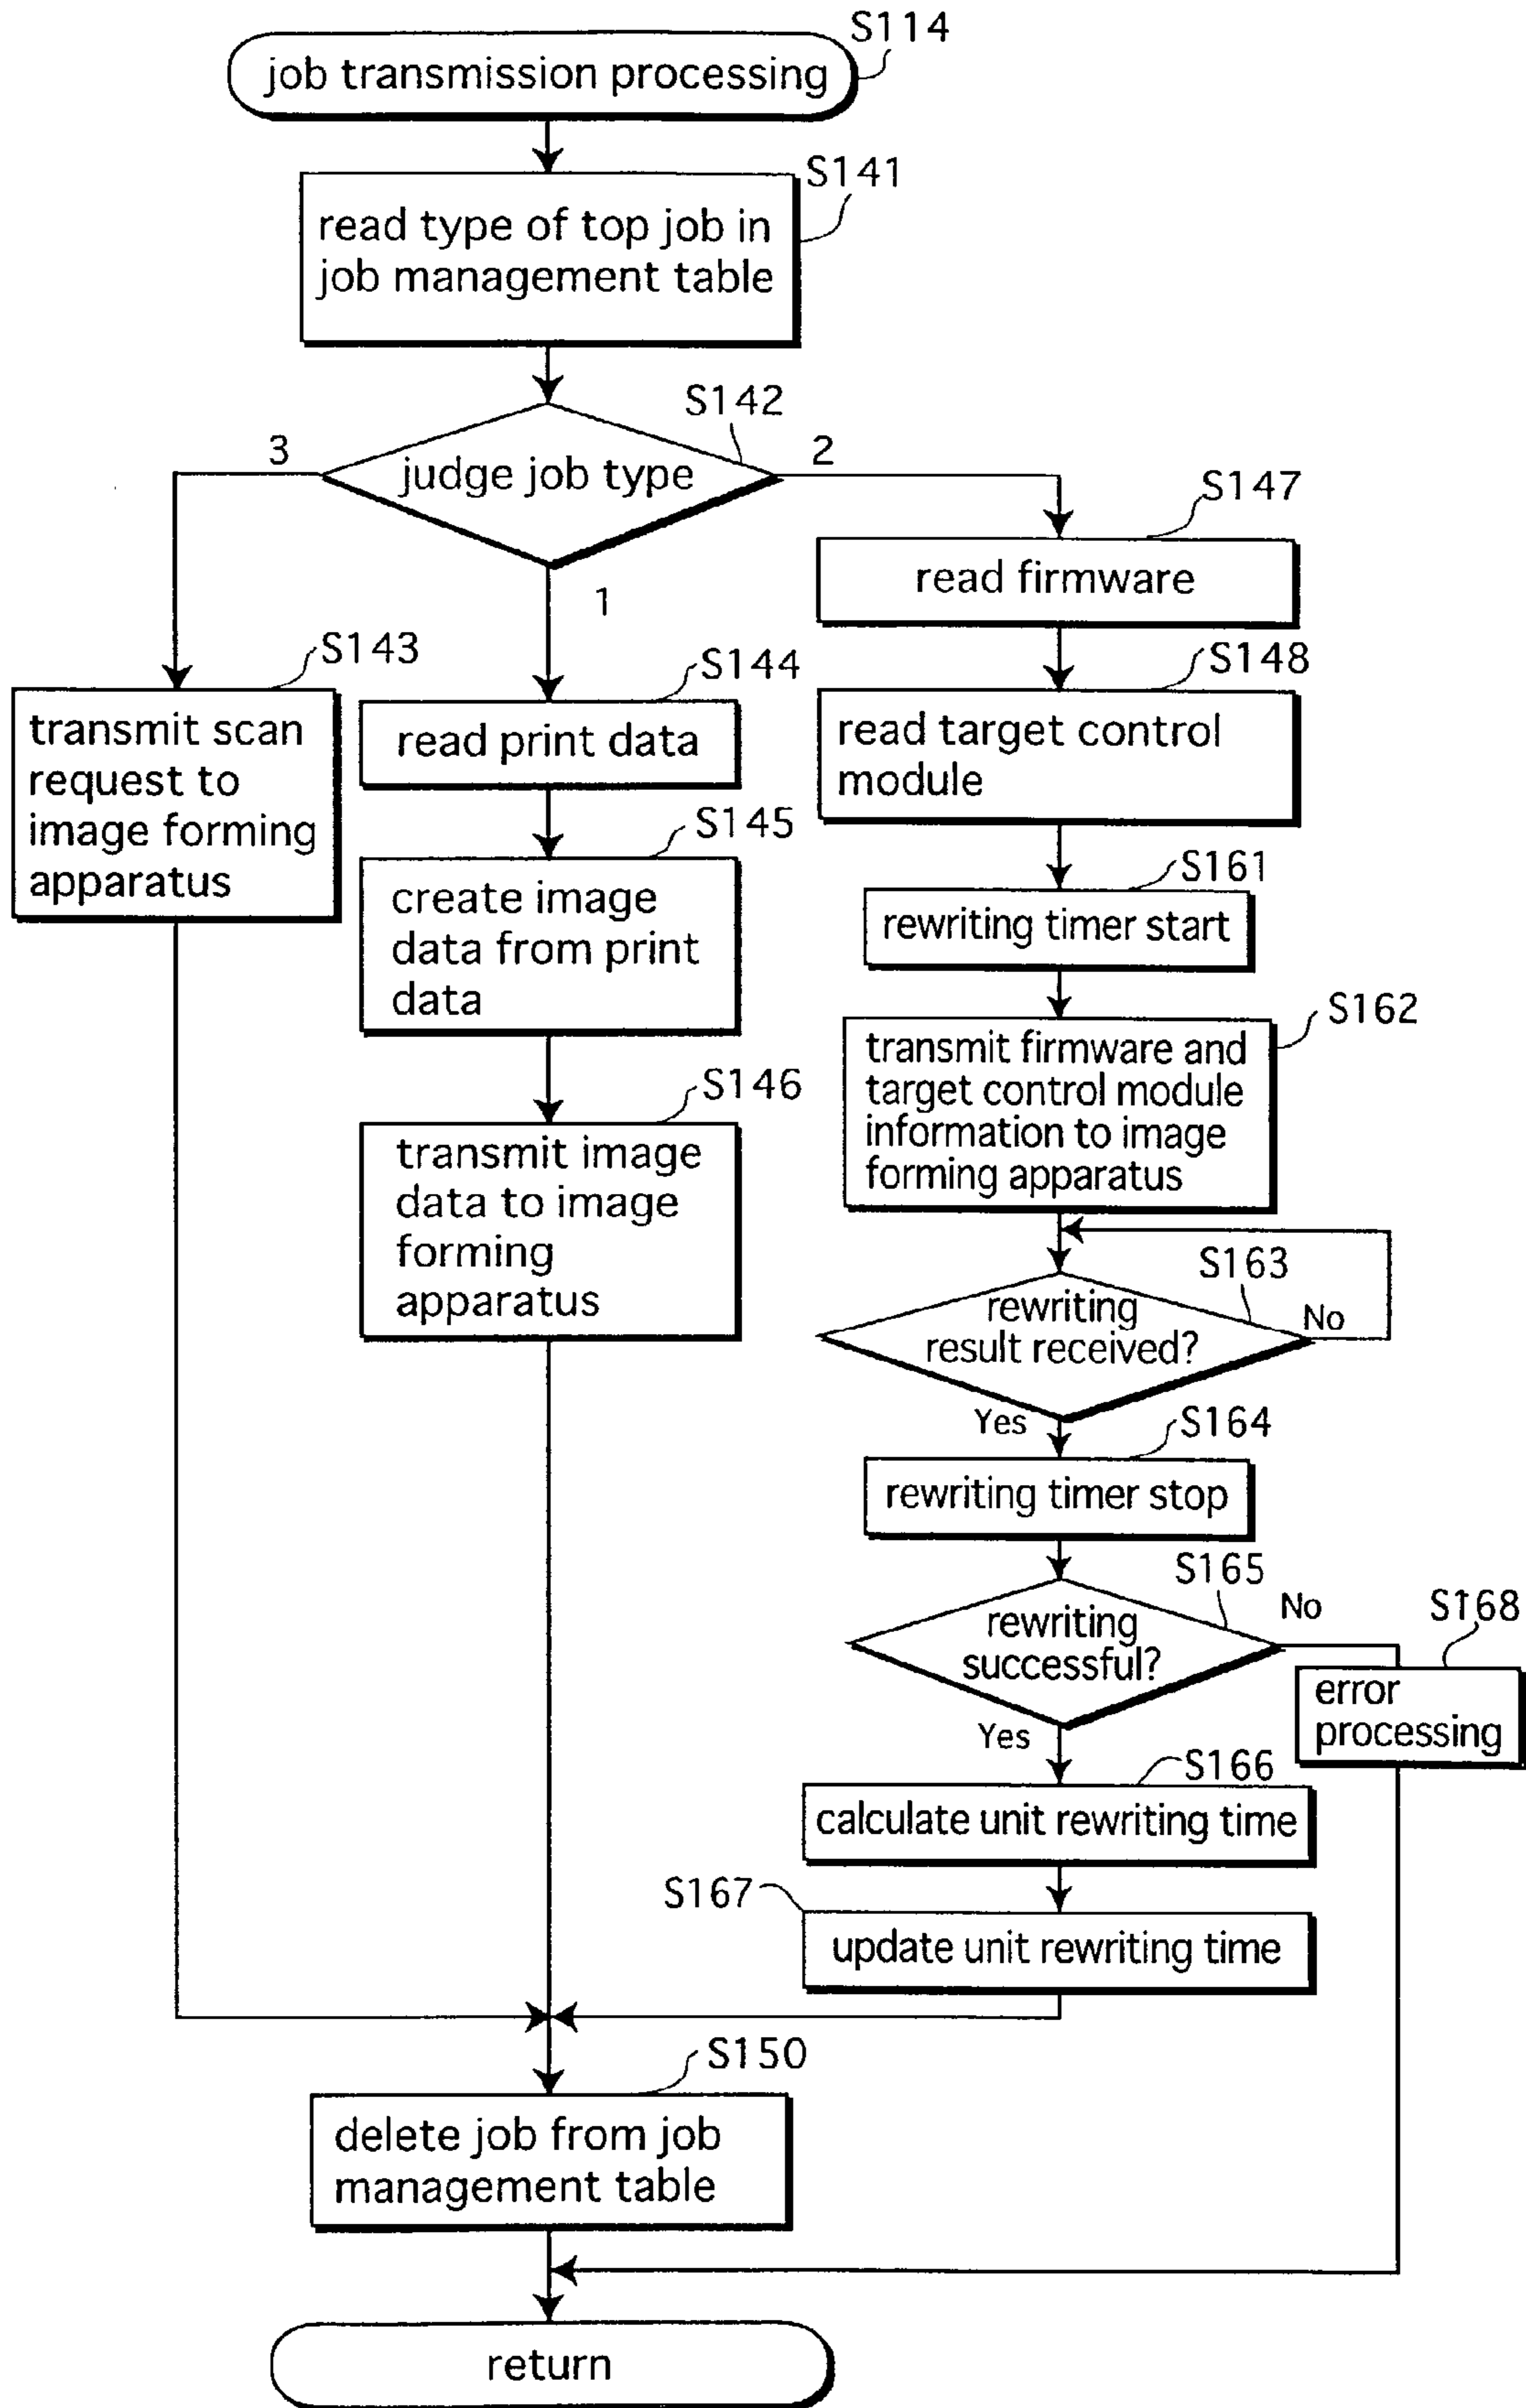 S114
job transmission processing
S141
read type of top job in
job management table
S142
3
judge job type
2
1
S147
read firmware
S143
transmit scan
request to
image forming
apparatus
S144
read print data
S148
read target control
module
S145
create image
data from print
data
S161
rewriting timer start
S162
transmit firmware and
target control module
information to image
forming apparatus
S146
transmit image
data to image
forming
apparatus
S163
rewriting
result received?
No
Yes
S164
rewriting timer stop
S165
rewriting
successful?
No
Yes
S168
error
processing
S166
calculate unit rewriting time
S167
update unit rewriting time
S150
delete job from job
management table
return